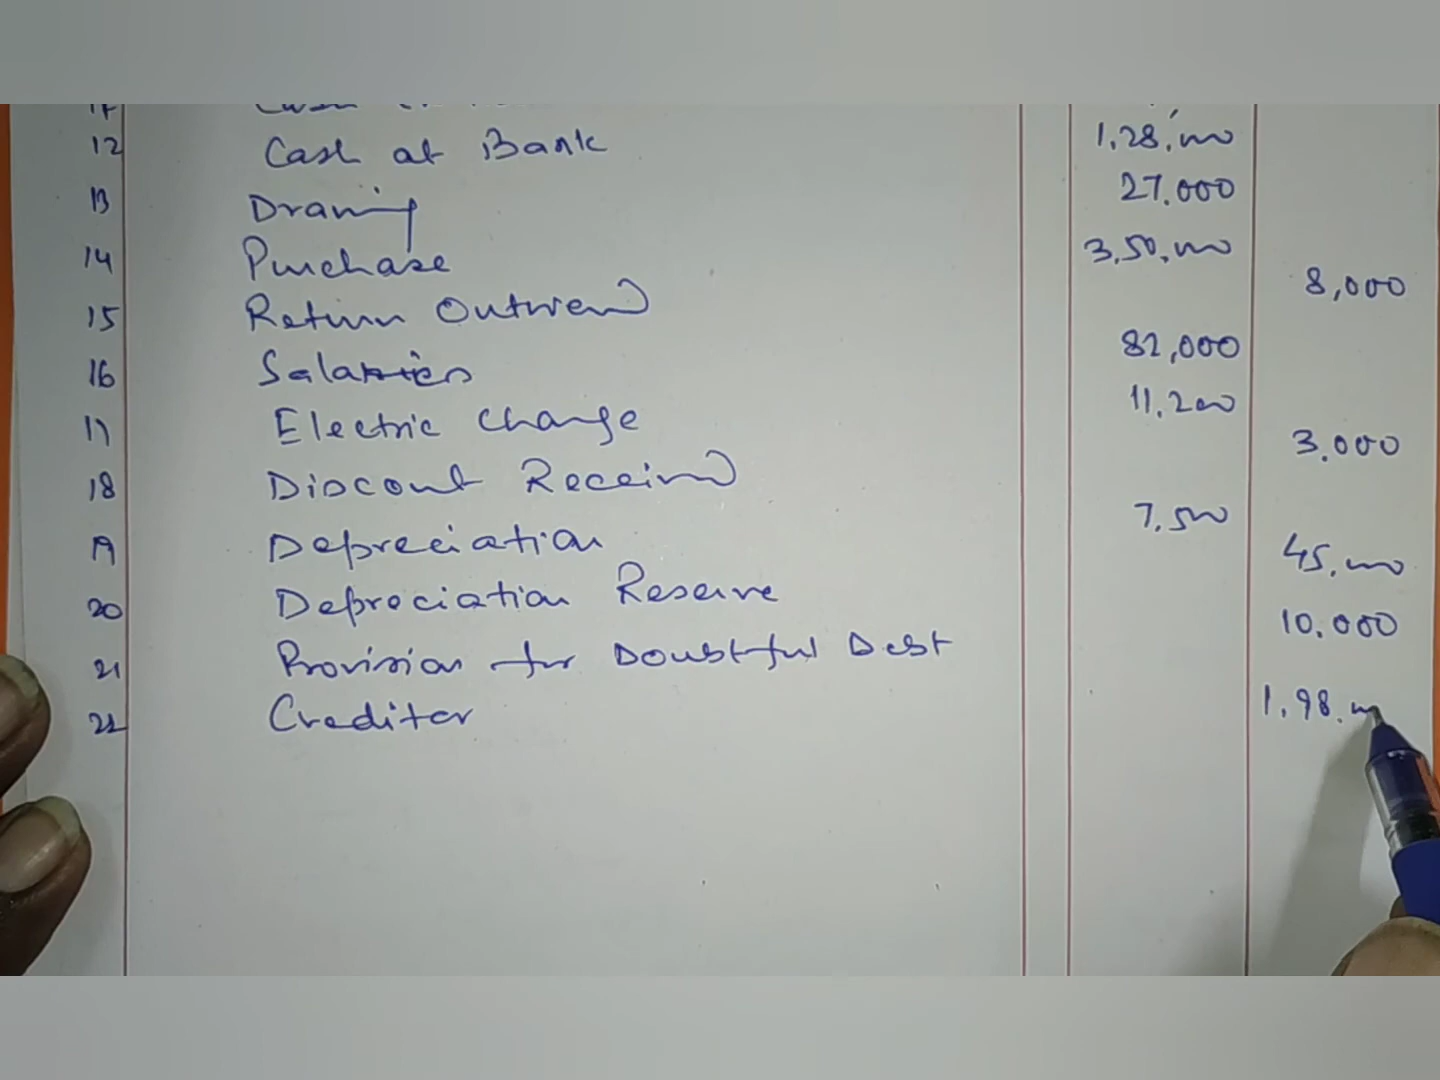 12 Cash at Bank 1,28,000
13 Drawing 27.000
14 Purchase 3,50,000
15 Return Outward 8,000
16 Salaries 82,000
17 Electric Charge 11,200
18 Discount Received 3.000
19 Depreciation 7,500
20 Depreciation Reserve 45,000
21 Provision for Doubtful Debt 10.000
22 Creditor 1,98.000